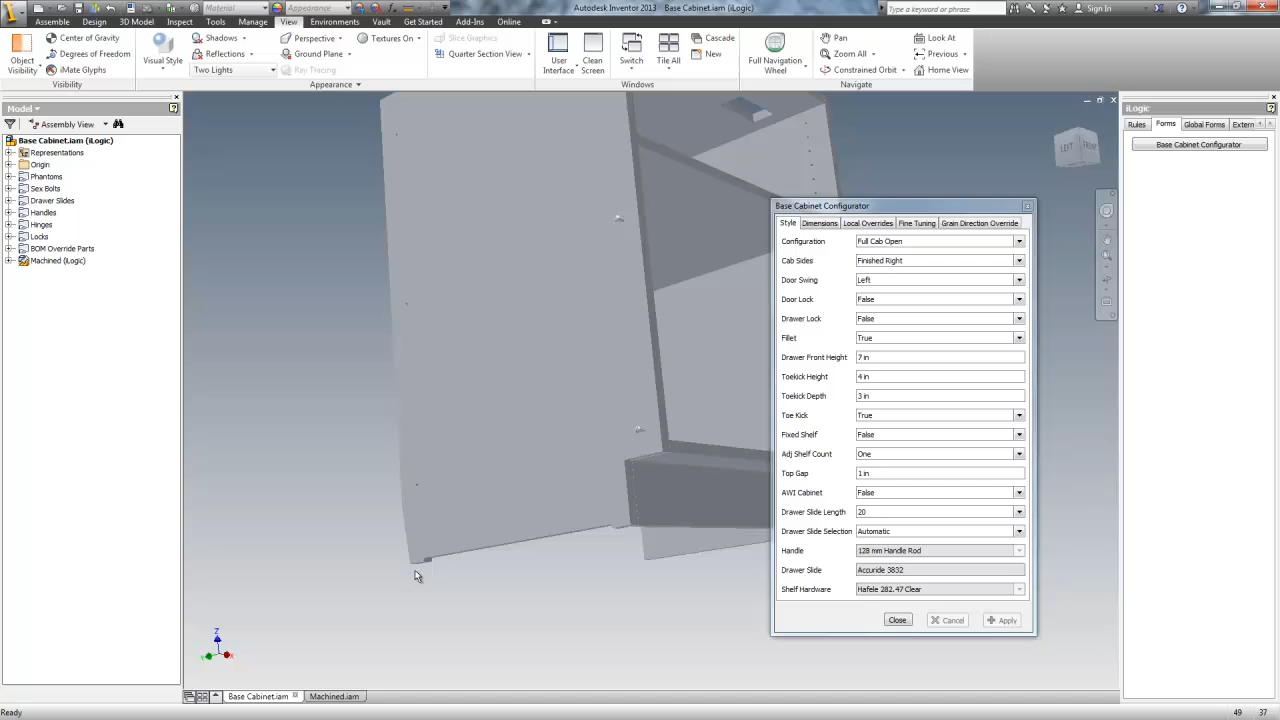 Material
Appearance
Autodesk Inventor 2013   Base Cabinet.iam (iLogic)
Type a keyword or phrase
Sign In
Assemble Design 3D Model Inspect Tools Manage View Environments Vault Get Started Add-Ins Online
Object Visibility
Center of Gravity
Degrees of Freedom
iMate Glyphs
Visibility
Visual Style
Shadows
Reflections
Two Lights
Perspective
Ground Plane
Ray Tracing
Textures On
Slice Graphics
Quarter Section View
Appearance
User Interface
Clean Screen
Switch
Tile All
Cascade
New
Windows
Full Navigation Wheel
Pan
Zoom All
Constrained Orbit
Look At
Previous
Home View
Navigate
Model
Assembly View
Base Cabinet.iam (iLogic)
Representations
Origin
Phantoms
Sex Bolts
Drawer Slides
Handles
Hinges
Locks
BOM Override Parts
Machined (iLogic)
LEFT FRONT
iLogic
Rules Forms Global Forms Extern
Base Cabinet Configurator
Base Cabinet Configurator
Style Dimensions Local Overrides Fine Tuning Grain Direction Override
Configuration Full Cab Open
Cab Sides Finished Right
Door Swing Left
Door Lock False
Drawer Lock False
Fillet True
Drawer Front Height 7 in
Toekick Height 4 in
Toekick Depth 3 in
Toe Kick True
Fixed Shelf False
Adj Shelf Count One
Top Gap 1 in
AWI Cabinet False
Drawer Slide Length 20
Drawer Slide Selection Automatic
Handle 128 mm Handle Rod
Drawer Slide Accuride 3832
Shelf Hardware Hafele 282.47 Clear
Close Cancel Apply
Z
Y
X
Base Cabinet.iam Machined.iam
Ready 49 37